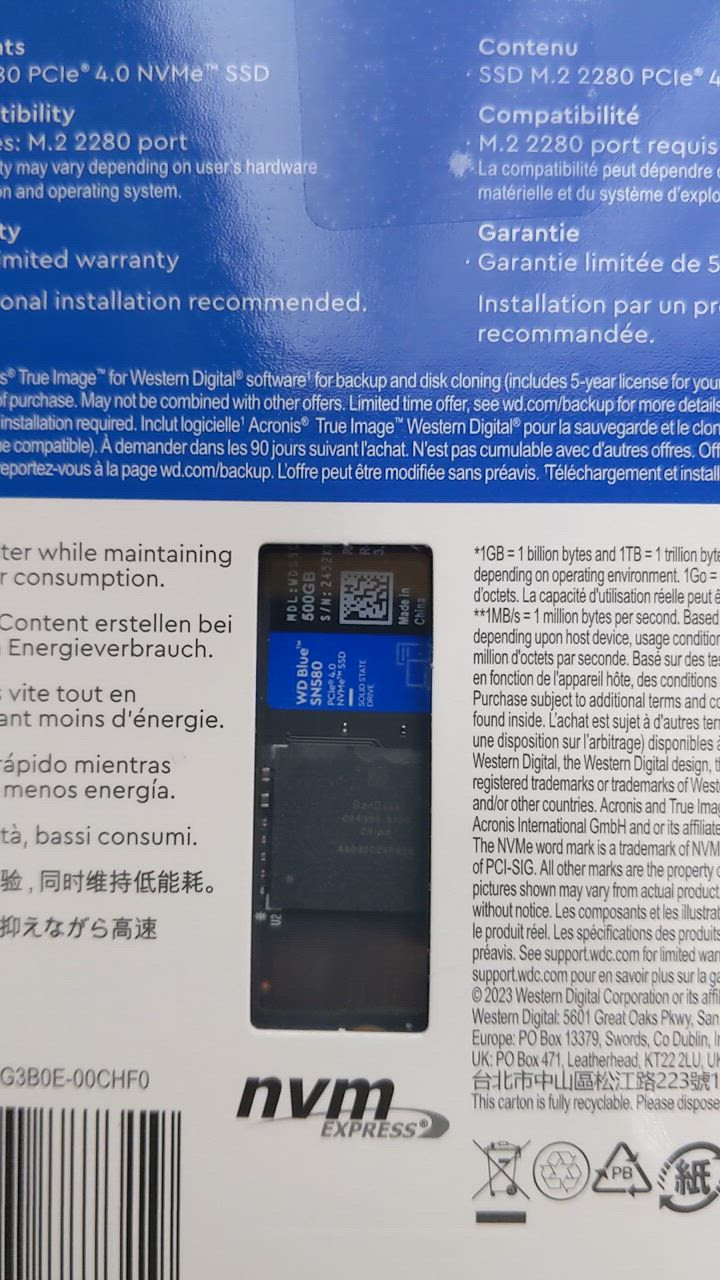 ts
80 PCIe® 4.0 NVMe™ SSD
tibility
es: M.2 2280 port
ty may vary depending on user's hardware
on and operating system.
ty
imited warranty
onal installation recommended.
Contenu
· SSD M.2 2280 PCIe® 4
Compatibilité
· M.2 2280 port requis
La compatibilité peut dépendre
matérielle et du système d'explo
Garantie
· Garantie limitée de 5
Installation par un pr
recommandée.
s® True Image™ for Western Digital® software¹ for backup and disk cloning (includes 5-year license for your
of purchase. May not be combined with other offers. Limited time offer, see wd.com/backup for more details
installation required. Inclut logicielle¹ Acronis® True Image™ Western Digital® pour la sauvegarde et le clon
e compatible). À demander dans les 90 jours suivant l'achat. N'est pas cumulable avec d'autres offres. Off
reportez-vous à la page wd.com/backup. L'offre peut être modifiée sans préavis. ¹Téléchargement et install
ter while maintaining
r consumption.
Content erstellen bei
Energieverbrauch.
s vite tout en
ant moins d'énergie.
rápido mientras
menos energía.
tà, bassi consumi.
验,同时维持低能耗。
抑えながら高速
MDL: WDS
500GB
S/N: 2452
Made in
China
WD Blue™
SN580
PCIe® 4.0
NVMe™ SSD
SOLID STATE
DRIVE
SanDisk
China
U2
*1GB = 1 billion bytes and 1TB = 1 trillion byte
depending on operating environment. 1Go =
d'octets. La capacité d'utilisation réelle peut ê
**1MB/s = 1 million bytes per second. Based
depending upon host device, usage condition
million d'octets par seconde. Basé sur des tes
en fonction de l'appareil hôte, des conditions
Purchase subject to additional terms and co
found inside. L'achat est sujet à d'autres ter
une disposition sur l'arbitrage) disponibles à
Western Digital, the Western Digital design, t
registered trademarks or trademarks of West
and/or other countries. Acronis and True Imag
Acronis International GmbH and or its affiliate
The NVMe word mark is a trademark of NVM
of PCI-SIG. All other marks are the property o
pictures shown may vary from actual product
without notice. Les composants et les illustrat
le produit réel. Les spécifications des produits
préavis. See support.wdc.com for limited war
support.wdc.com pour en savoir plus sur la ga
© 2023 Western Digital Corporation or its affi
Western Digital: 5601 Great Oaks Pkwy, San
Europe: PO Box 13379, Swords, Co Dublin, Ir
UK: PO Box 471, Leatherhead, KT22 2LU, UK
台北市中山區松江路223號1
This carton is fully recyclable. Please dispose
G3B0E-00CHF0
nvm
EXPRESS®
PB
紙